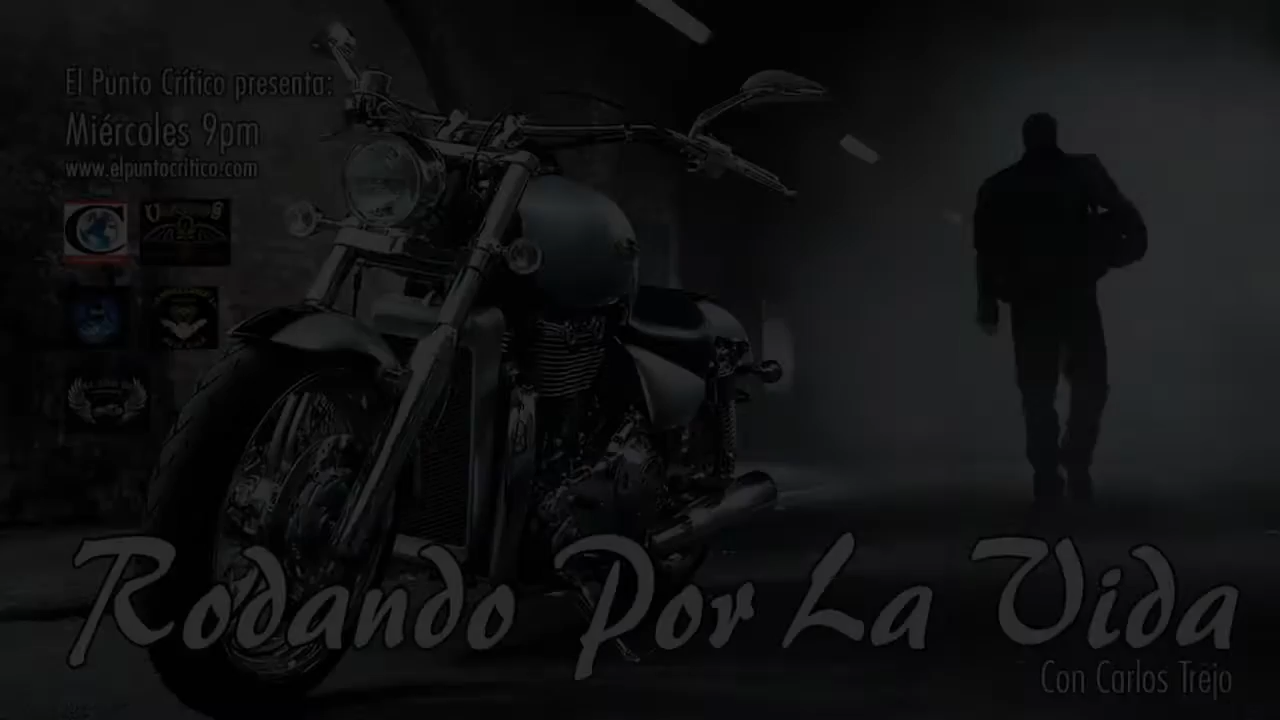 El Punto Crítico presenta:
Miércoles 9pm
www.elpuntocritico.com
Rodando Por La Vida
Con Carlos Trejo